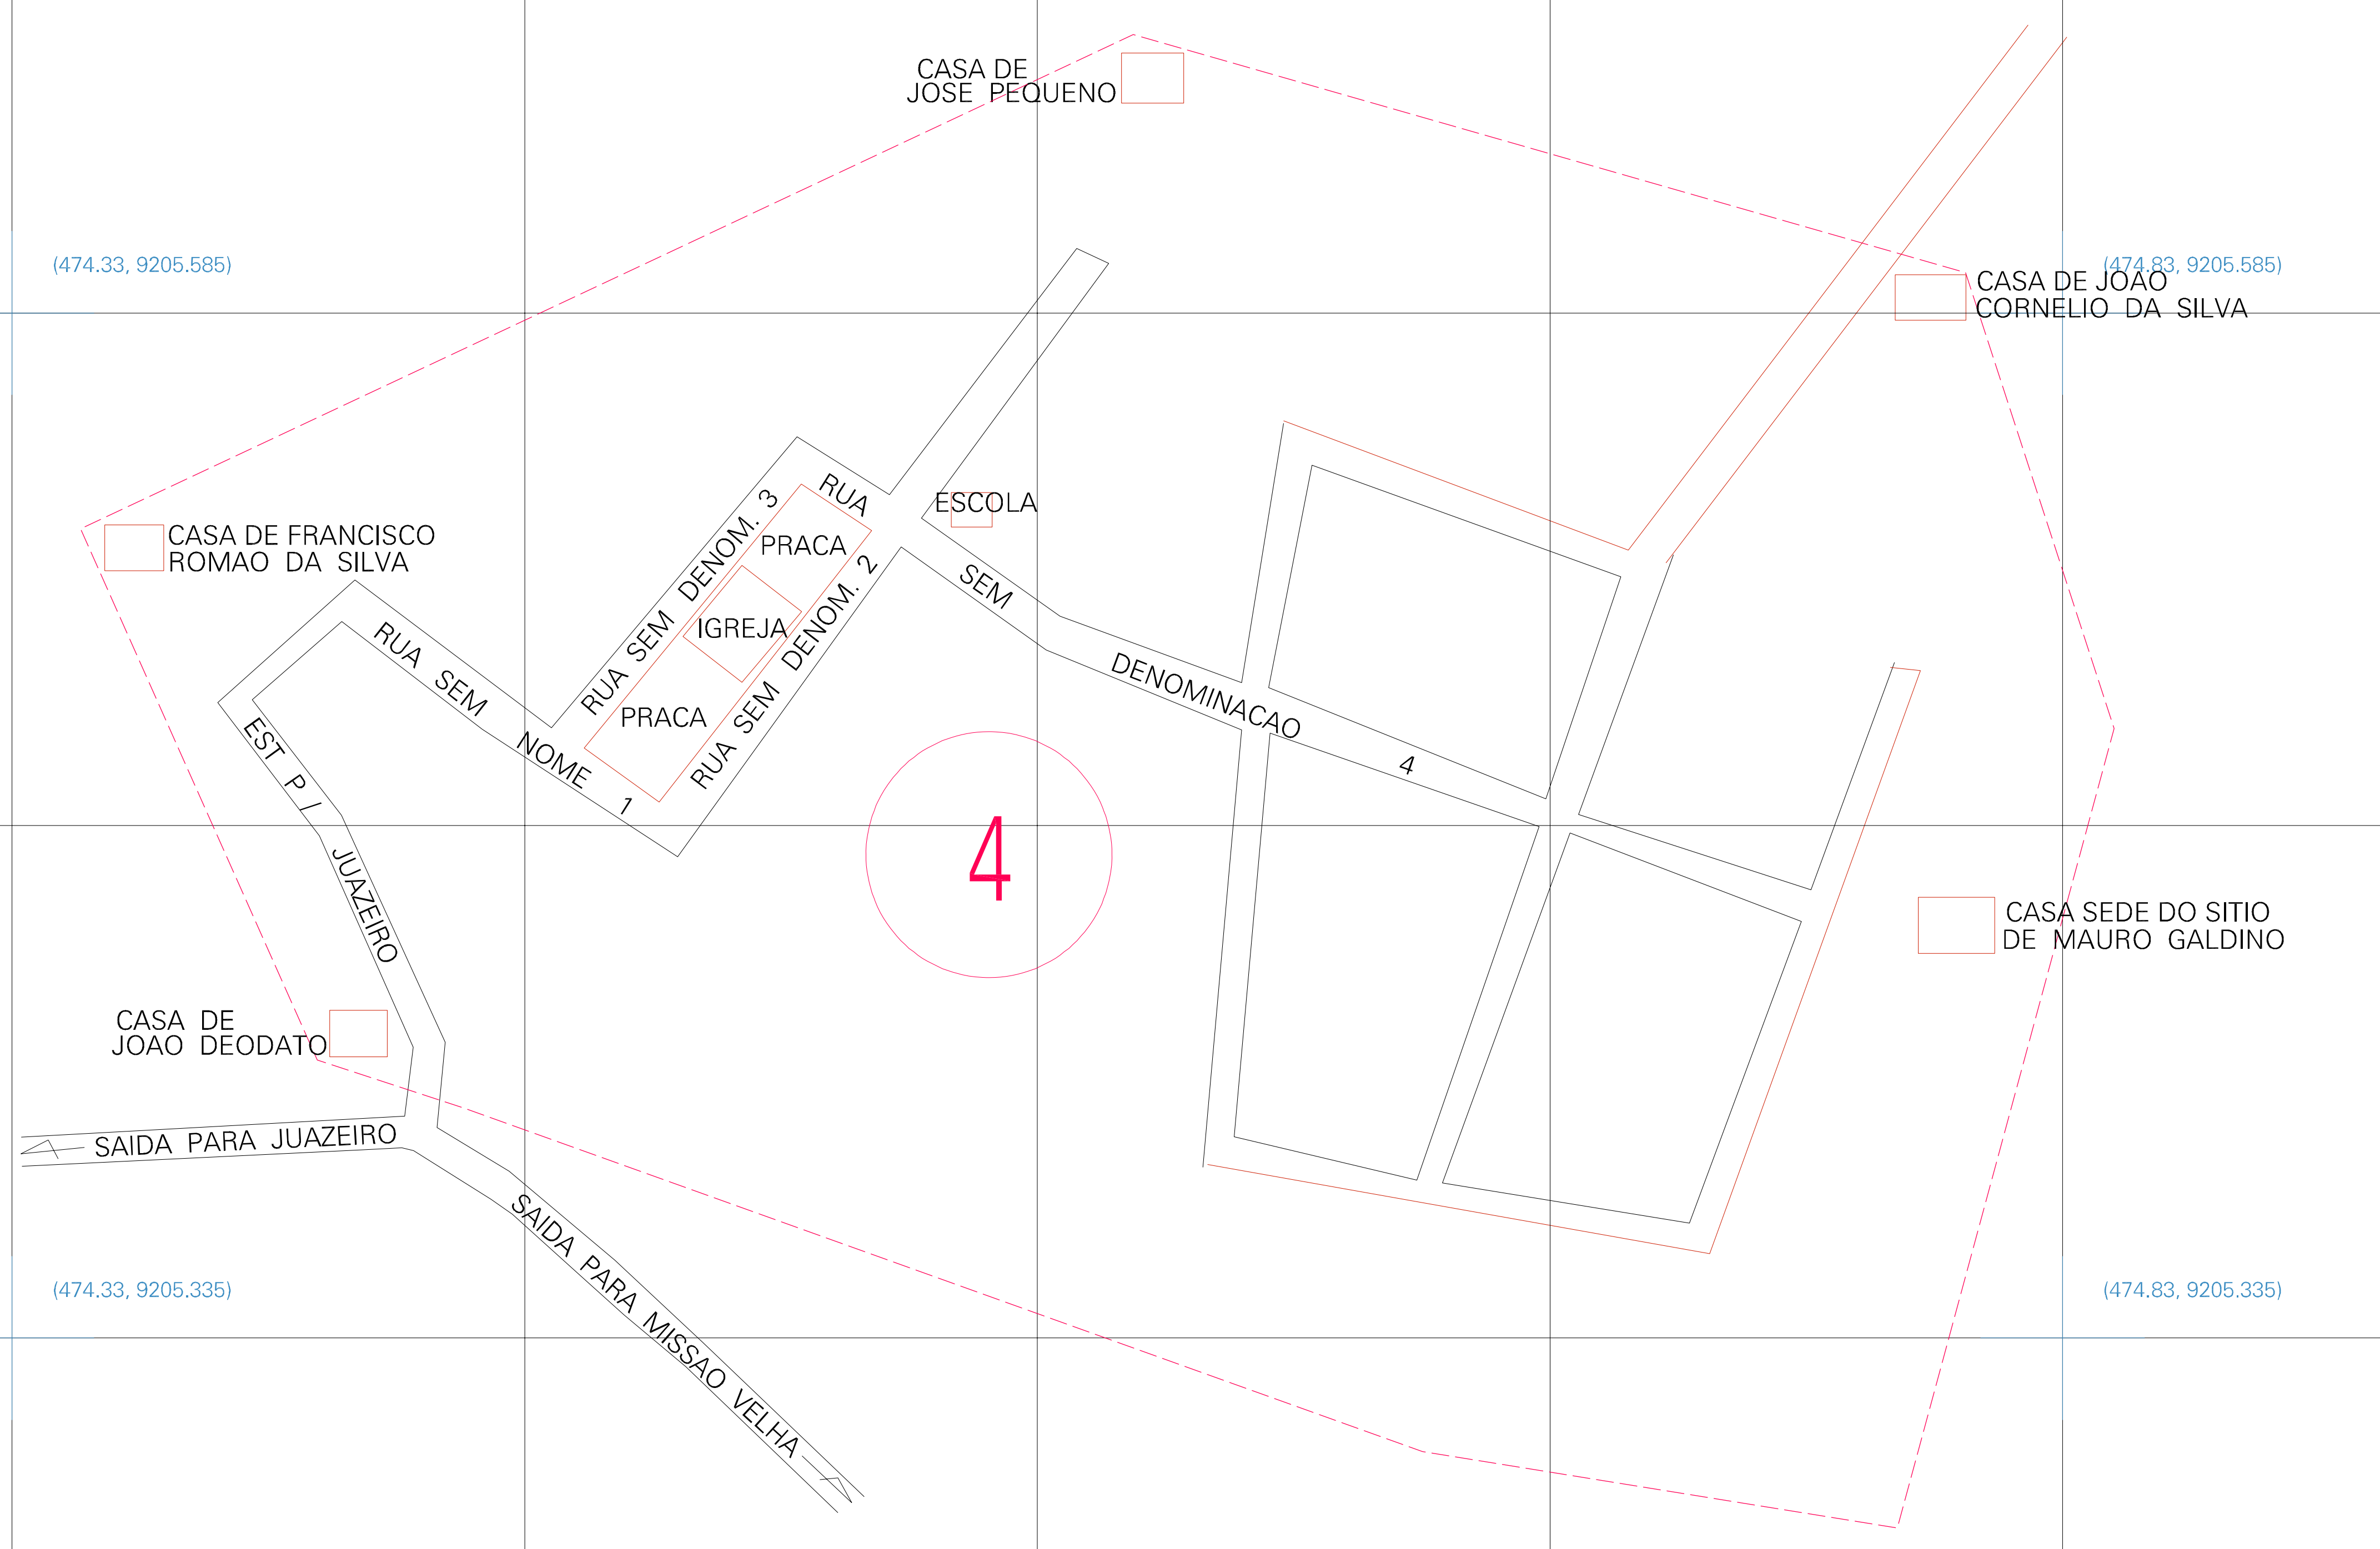 CASA DE
JOSE PEQUENO
(474.33, 9205.585)
(474.83, 9205.585)
CASA DE JOAO
CORNELIO DA SILVA
RUA
ESCOLA
PRACA
CASA DE FRANCISCO
ROMAO DA SILVA
RUA SEM DENOM. 3
IGREJA
RUA SEM DENOM. 2
PRACA
RUA SEM NOME 1
SEM DENOMINACAO 4
EST P / JUAZEIRO
4
CASA SEDE DO SITIO
DE MAURO GALDINO
CASA DE
JOAO DEODATO
SAIDA PARA JUAZEIRO
SAIDA PARA MISSAO VELHA
(474.33, 9205.335)
(474.83, 9205.335)